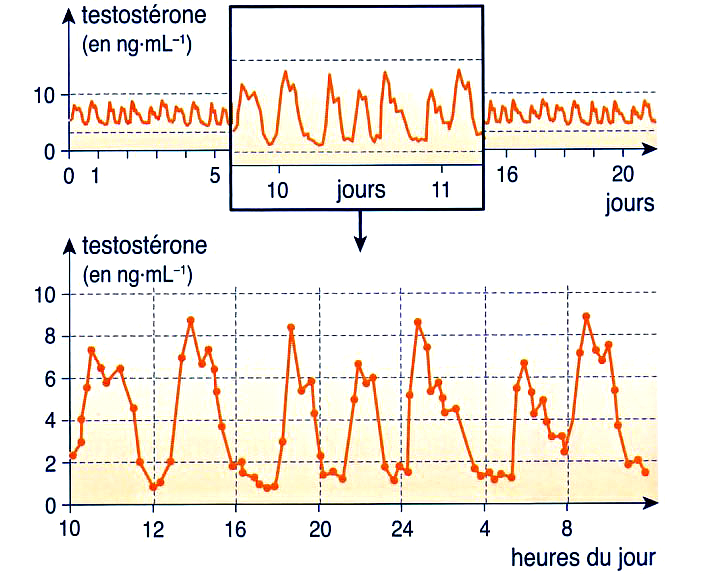 testostérone
(en ng·mL⁻¹)
10
0
0 1 5
10 jours 11
16 20
jours
testostérone
(en ng·mL⁻¹)
10
8
6
4
2
0
10 12 16 20 24 4 8
heures du jour